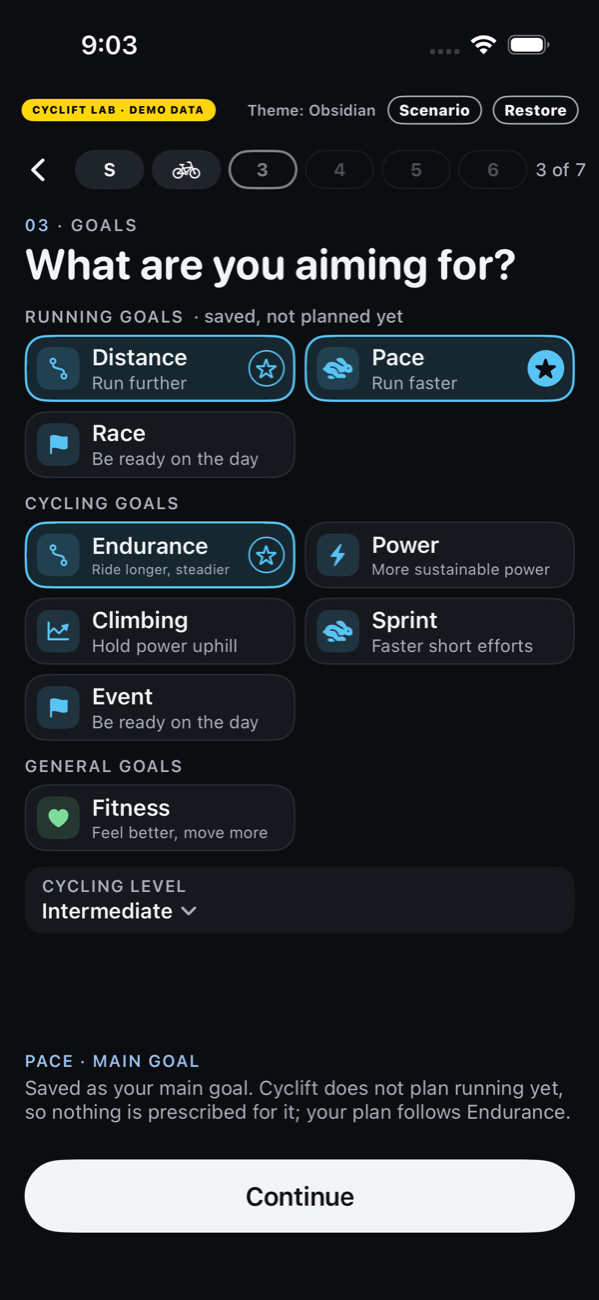 9:03
CYCLIFT LAB · DEMO DATA
Theme: Obsidian
Scenario
Restore
S
3
4
5
6
3 of 7
03 · GOALS
What are you aiming for?
RUNNING GOALS · saved, not planned yet
Distance
Run further
Pace
Run faster
Race
Be ready on the day
CYCLING GOALS
Endurance
Ride longer, steadier
Power
More sustainable power
Climbing
Hold power uphill
Sprint
Faster short efforts
Event
Be ready on the day
GENERAL GOALS
Fitness
Feel better, move more
CYCLING LEVEL
Intermediate
PACE · MAIN GOAL
Saved as your main goal. Cyclift does not plan running yet,
so nothing is prescribed for it; your plan follows Endurance.
Continue